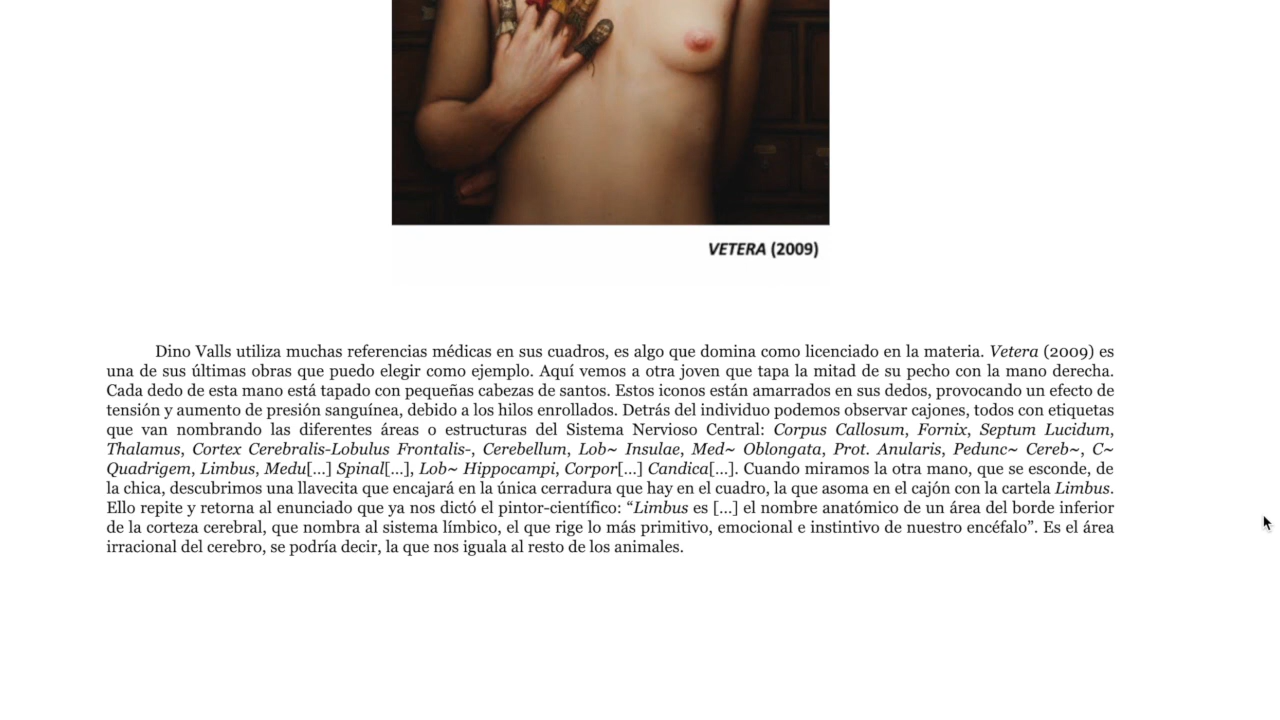 VETERA (2009)
Dino Valls utiliza muchas referencias médicas en sus cuadros, es algo que domina como licenciado en la materia. Vetera (2009) es
una de sus últimas obras que puedo elegir como ejemplo. Aquí vemos a otra joven que tapa la mitad de su pecho con la mano derecha.
Cada dedo de esta mano está tapado con pequeñas cabezas de santos. Estos iconos están amarrados en sus dedos, provocando un efecto de
tensión y aumento de presión sanguínea, debido a los hilos enrollados. Detrás del individuo podemos observar cajones, todos con etiquetas
que van nombrando las diferentes áreas o estructuras del Sistema Nervioso Central: Corpus Callosum, Fornix, Septum Lucidum,
Thalamus, Cortex Cerebralis-Lobulus Frontalis-, Cerebellum, Lob~ Insulae, Med~ Oblongata, Prot. Anularis, Pedunc~ Cereb~, C~
Quadrigem, Limbus, Medu[...] Spinal[...], Lob~ Hippocampi, Corpor[...] Candica[...]. Cuando miramos la otra mano, que se esconde, de
la chica, descubrimos una llavecita que encajará en la única cerradura que hay en el cuadro, la que asoma en el cajón con la cartela Limbus.
Ello repite y retorna al enunciado que ya nos dictó el pintor-científico: “Limbus es [...] el nombre anatómico de un área del borde inferior
de la corteza cerebral, que nombra al sistema límbico, el que rige lo más primitivo, emocional e instintivo de nuestro encéfalo”. Es el área
irracional del cerebro, se podría decir, la que nos iguala al resto de los animales.